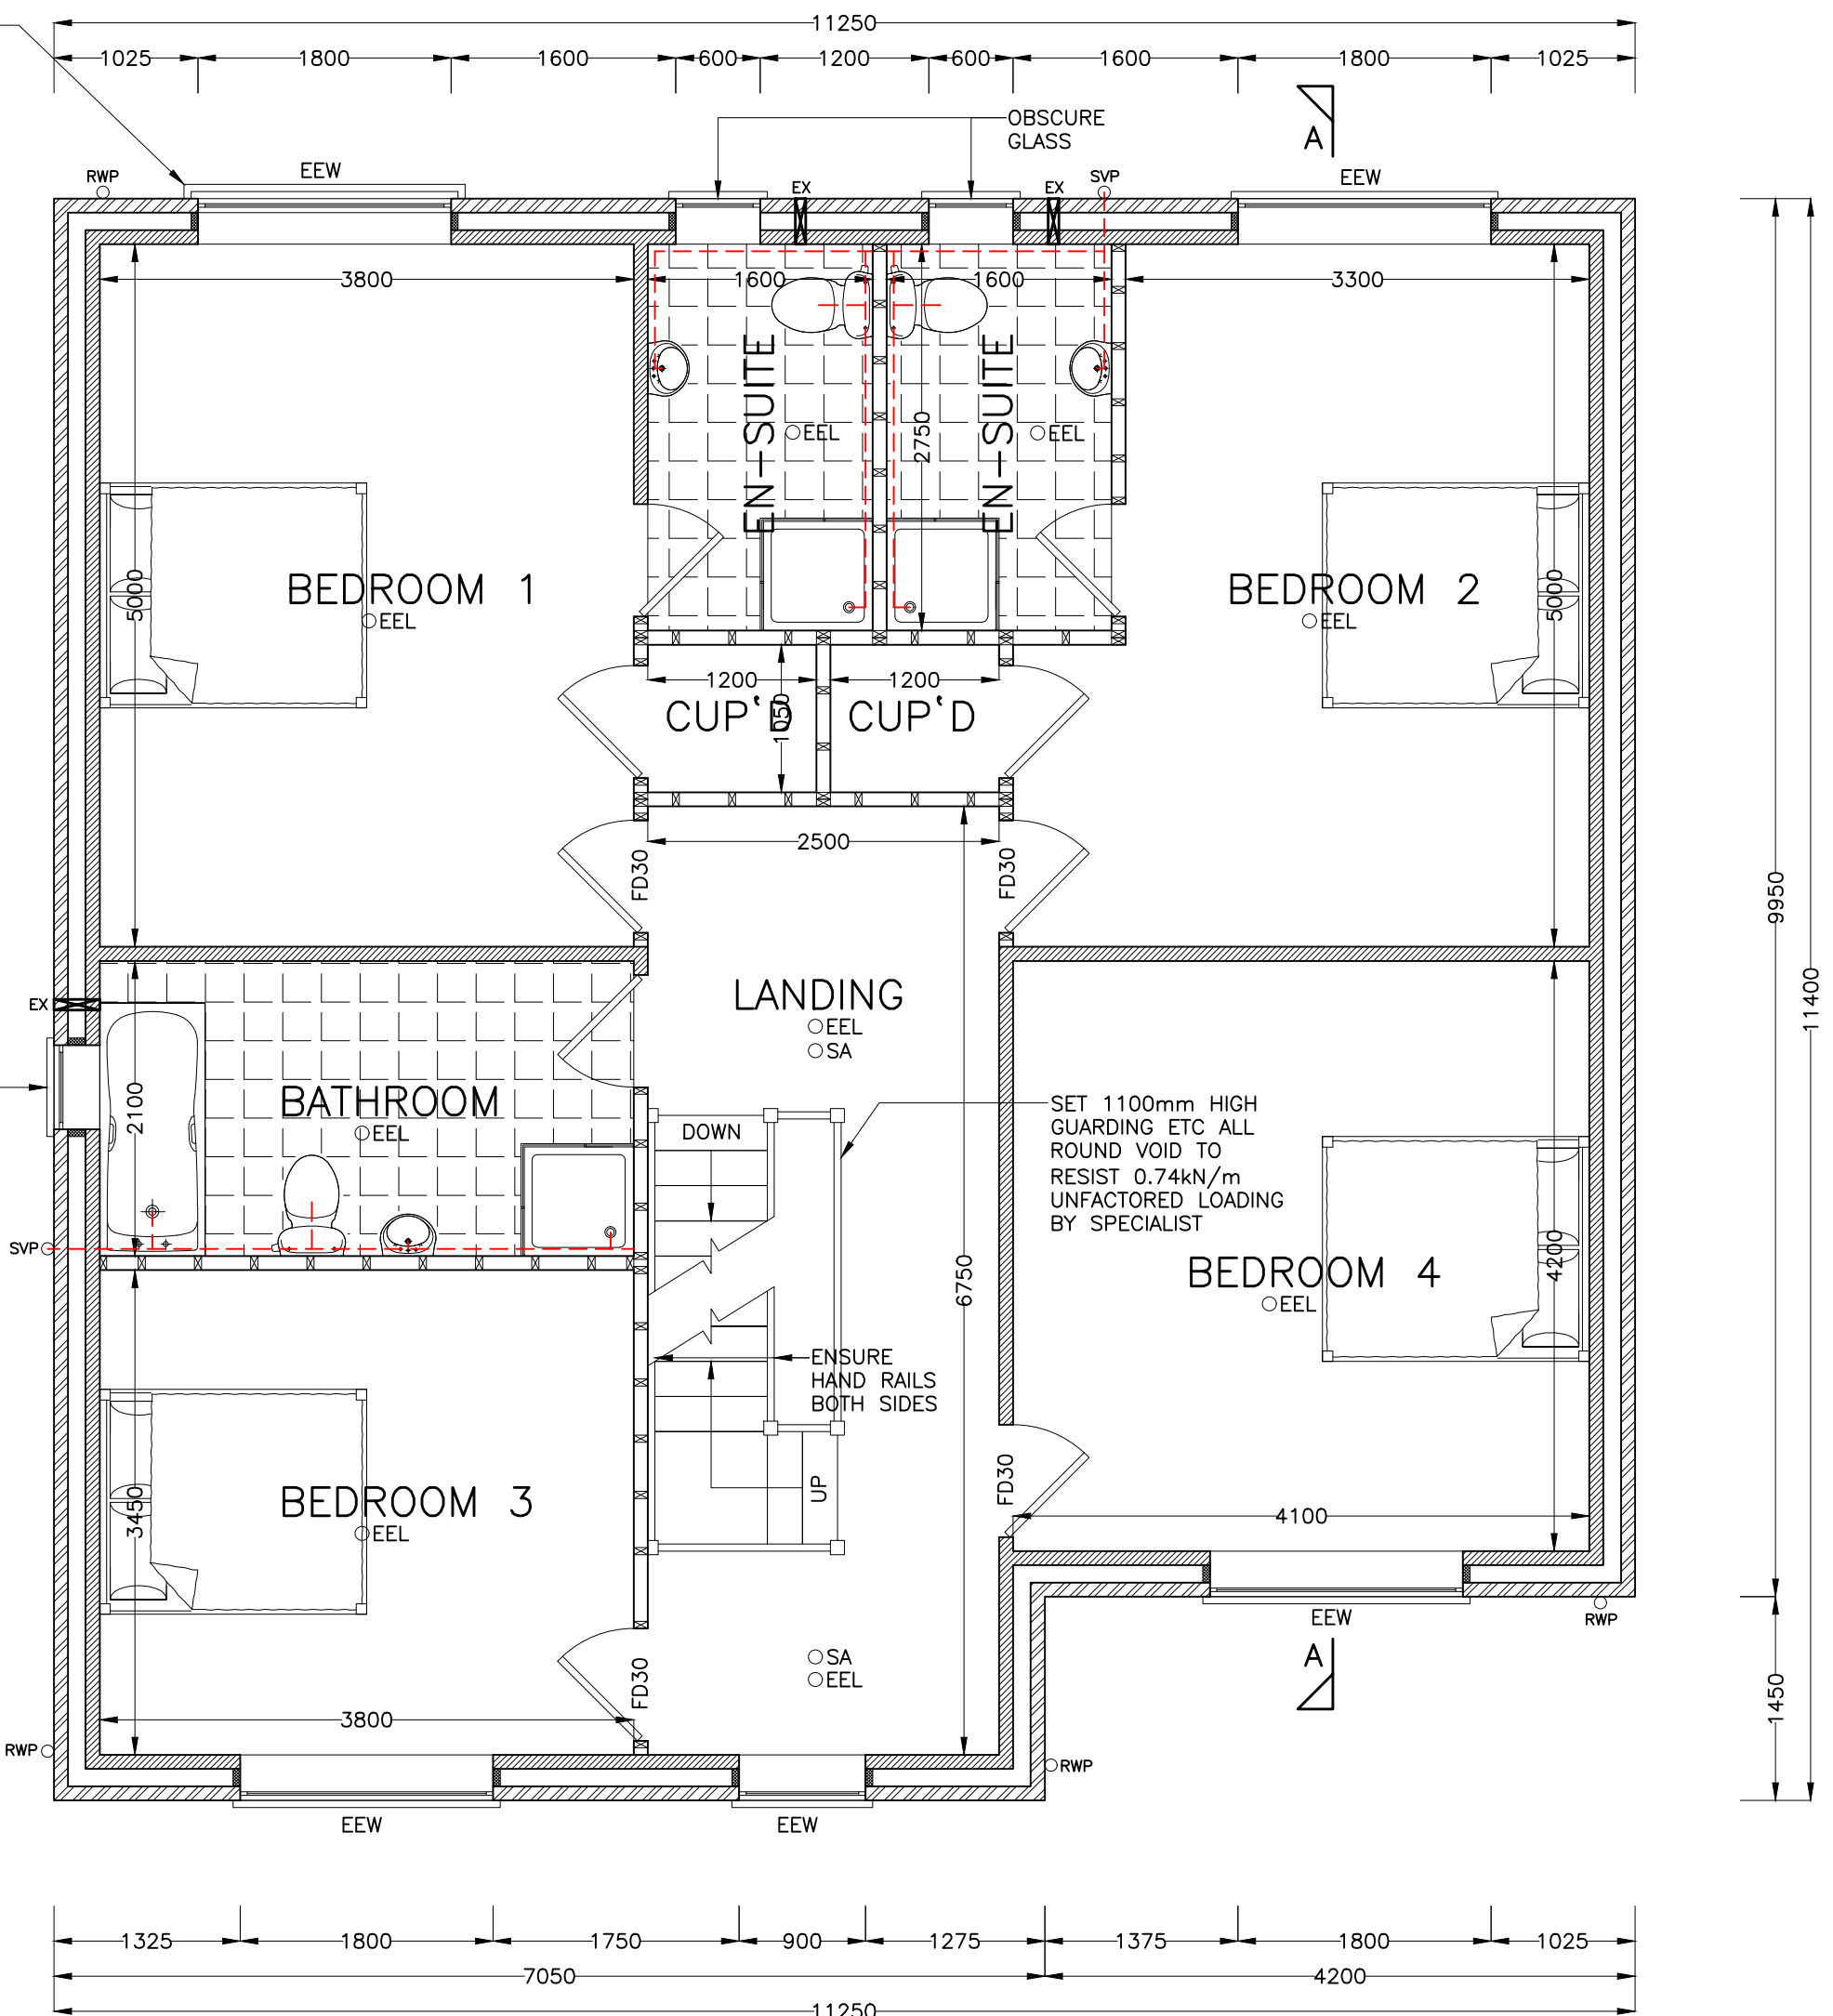 11250
1025 1800 1600 600 1200 600 1600 1800 1025
OBSCURE
GLASS
A
RWP EEW EX EX SVP EEW
3800 1600 1600 3300
EN-SUITE EN-SUITE
2750
EEL EEL
BEDROOM 1
EEL
5000
BEDROOM 2
EEL
5000
1200 1200
CUP'D CUP'D
1050
2500
FD30 FD30
9950
11400
LANDING
EEL
SA
EX
BATHROOM
EEL
2100
SVP
DOWN
SET 1100mm HIGH
GUARDING ETC ALL
ROUND VOID TO
RESIST 0.74kN/m
UNFACTORED LOADING
BY SPECIALIST
6750
BEDROOM 4
EEL
4200
ENSURE
HAND RAILS
BOTH SIDES
UP
BEDROOM 3
EEL
3450
FD30
4100
EEW
RWP
SA
EEL
FD30
A
1450
3800
RWP
RWP
EEW EEW
1325 1800 1750 900 1275 1375 1800 1025
7050 4200
11250